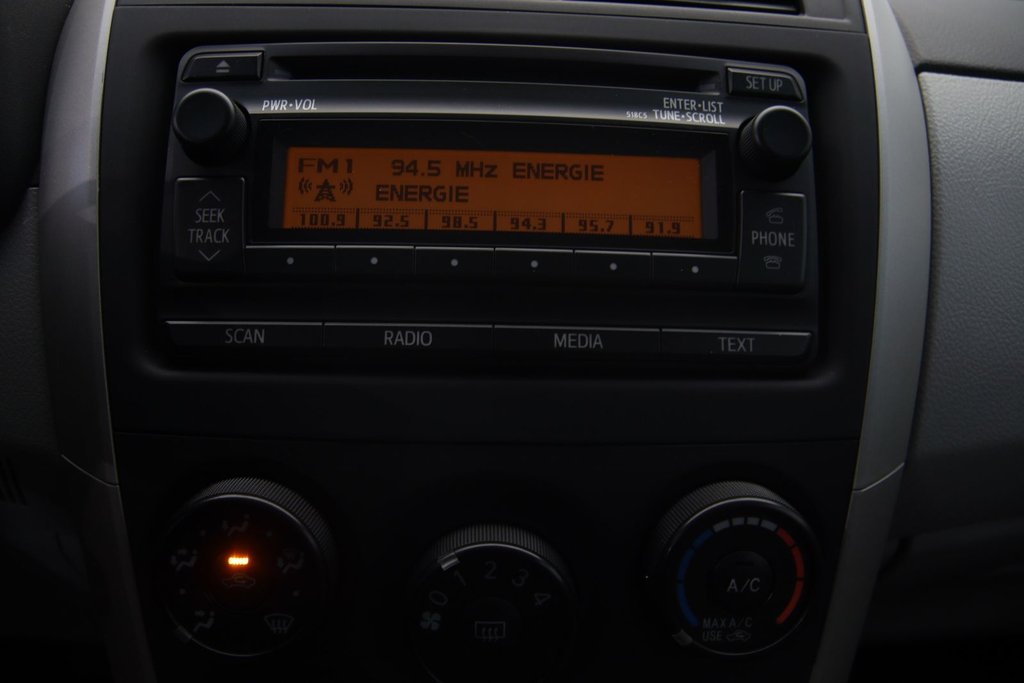 SET UP
PWR•VOL
ENTER•LIST
518C5 TUNE•SCROLL
FM1 94.5 MHz ENERGIE
ENERGIE
100.9 92.5 98.5 94.3 95.7 91.9
SEEK
TRACK
PHONE
SCAN RADIO MEDIA TEXT
0 1 2 3 4
A/C
MAX A/C
USE